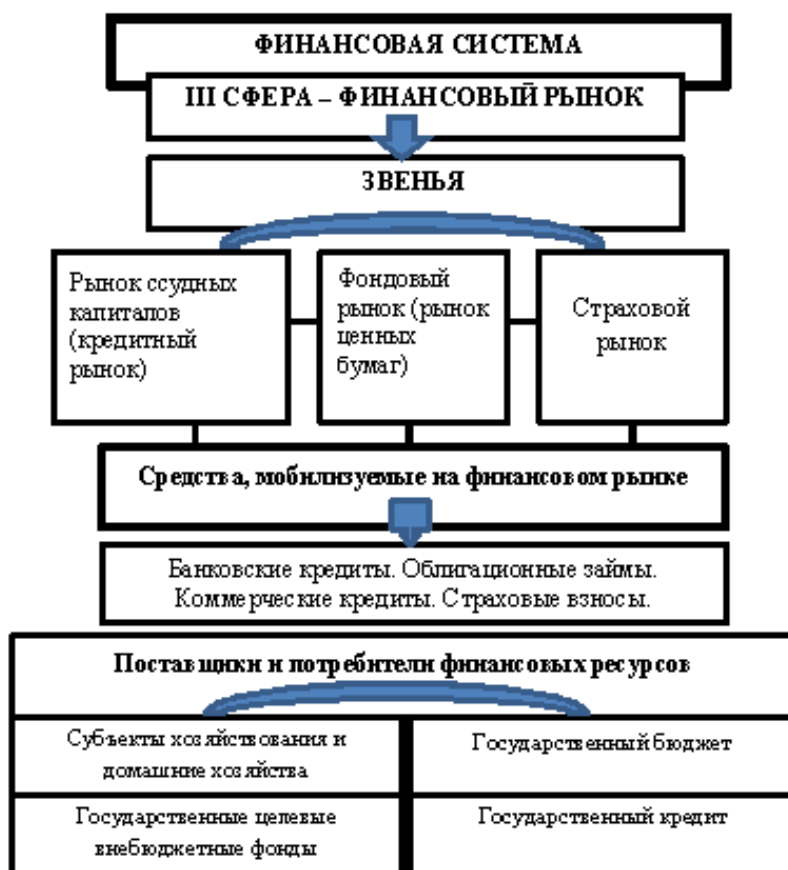 ФИНАНСОВАЯ СИСТЕМА
III СФЕРА – ФИНАНСОВЫЙ РЫНОК
ЗВЕНЬЯ
Рынок ссудных
капиталов
(кредитный
рынок)
Фондовый
рынок (рынок
ценных
бумаг)
Страховой
рынок
Средства, мобилизуемые на финансовом рынке
Банковские кредиты. Облигационные займы.
Коммерческие кредиты. Страховые взносы.
Поставщики и потребители финансовых ресурсов
Субъекты хозяйствования и
домашние хозяйства
Государственный бюджет
Государственные целевые
внебюджетные фонды
Государственный кредит